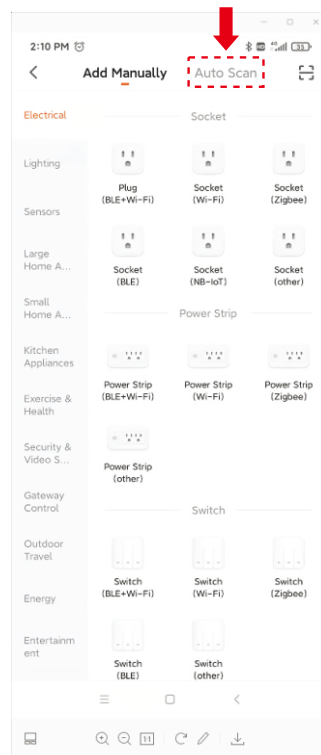 2:10 PM
35
Add Manually
Auto Scan
Electrical
Socket
Lighting
Plug
(BLE+Wi-Fi)
Socket
(Wi-Fi)
Socket
(Zigbee)
Sensors
Large
Home A...
Socket
(BLE)
Socket
(NB-IoT)
Socket
(other)
Small
Home A...
Power Strip
Kitchen
Appliances
Power Strip
(BLE+Wi-Fi)
Power Strip
(Wi-Fi)
Power Strip
(Zigbee)
Exercise &
Health
Security &
Video S...
Power Strip
(other)
Gateway
Control
Switch
Outdoor
Travel
Switch
(BLE+Wi-Fi)
Switch
(Wi-Fi)
Switch
(Zigbee)
Energy
Entertainm
ent
Switch
(BLE)
Switch
(other)
1:1